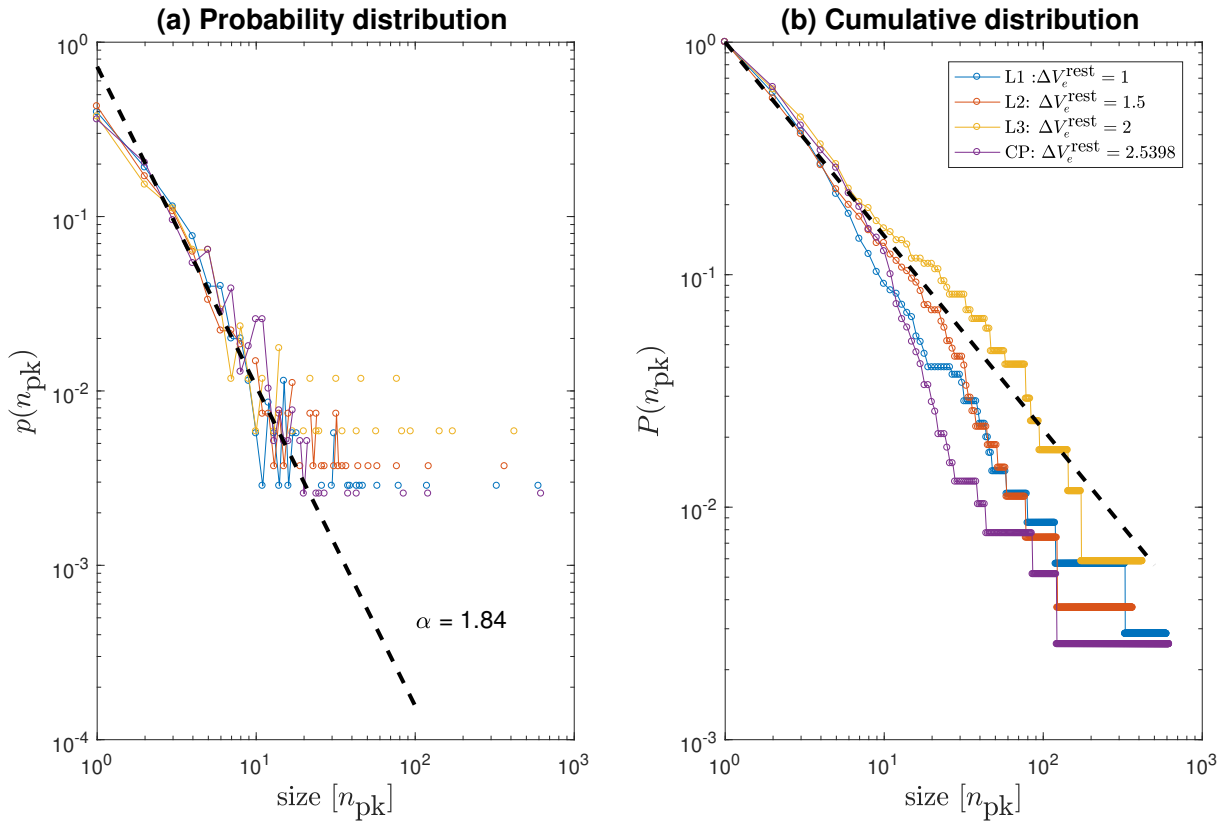 (a) Probability distribution
10^0
10^-1
10^-2
10^-3
10^-4
p(n_pk)
α = 1.84
10^0 10^1 10^2 10^3
size [n_pk]
(b) Cumulative distribution
10^0
10^-1
10^-2
10^-3
P(n_pk)
L1 :ΔV_e^rest = 1
L2: ΔV_e^rest = 1.5
L3: ΔV_e^rest = 2
CP: ΔV_e^rest = 2.5398
10^0 10^1 10^2 10^3
size [n_pk]